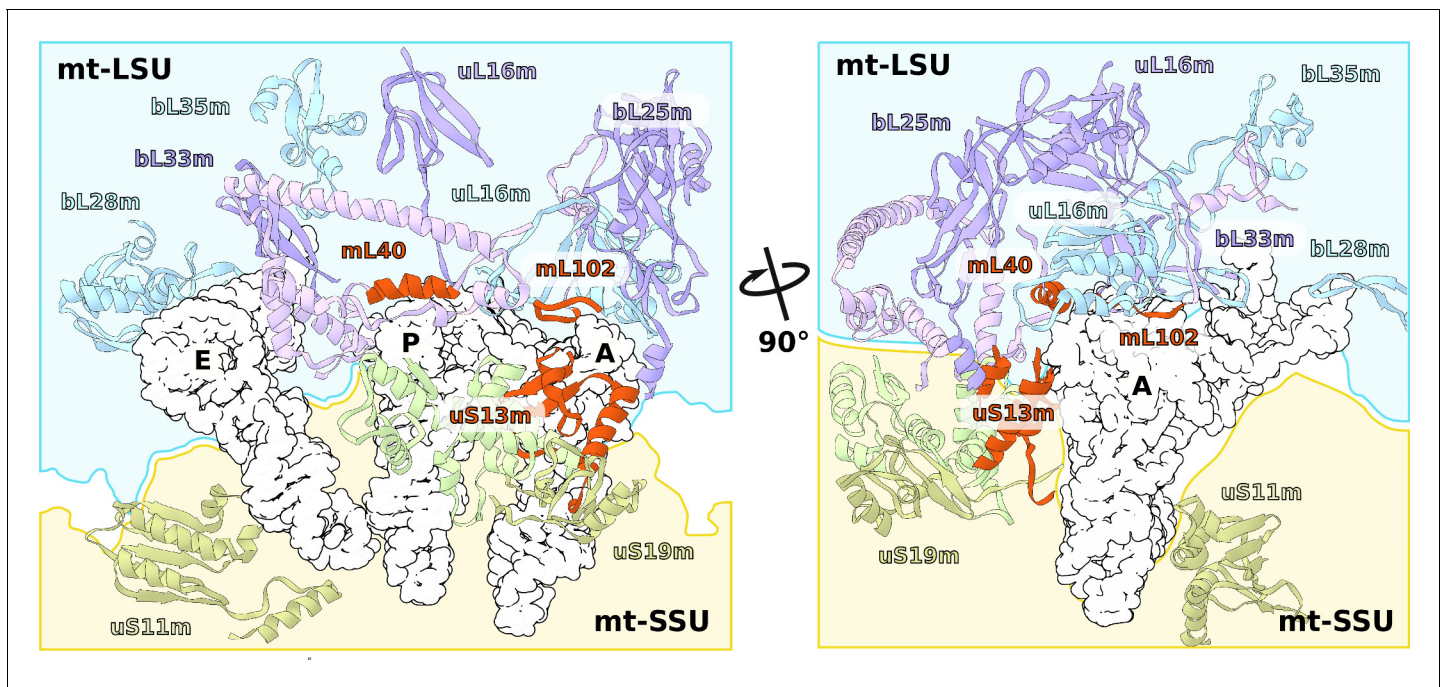 mt-LSU
uL16m
bL35m
bL25m
bL33m
uL16m
bL28m
mL40
mL102
E
P
A
uS13m
uS19m
uS11m
mt-SSU
90°
mt-LSU
uL16m
bL35m
bL25m
uL16m
bL33m
bL28m
mL40
mL102
A
uS13m
uS11m
uS19m
mt-SSU